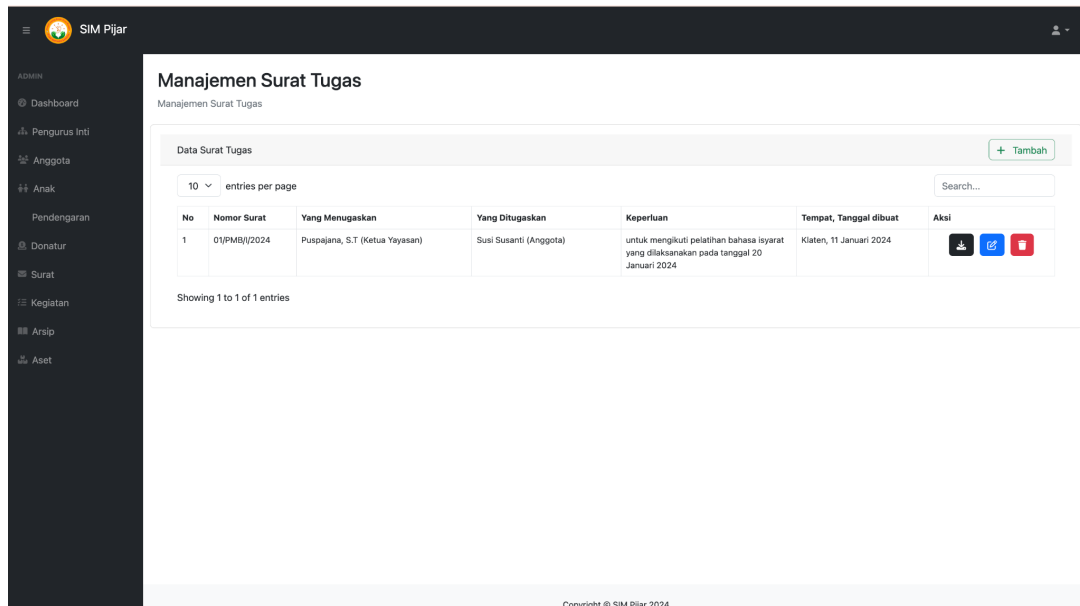 SIM Pijar
ADMIN
Dashboard
Pengurus Inti
Anggota
Anak
Pendengaran
Donatur
Surat
Kegiatan
Arsip
Aset
Manajemen Surat Tugas
Manajemen Surat Tugas
Data Surat Tugas
+ Tambah
10 entries per page
Search...
No Nomor Surat Yang Menugaskan Yang Ditugaskan Keperluan Tempat, Tanggal dibuat Aksi
1 01/PMB/I/2024 Puspajana, S.T (Ketua Yayasan) Susi Susanti (Anggota) untuk mengikuti pelatihan bahasa isyarat Klaten, 11 Januari 2024
yang dilaksanakan pada tanggal 20
Januari 2024
Showing 1 to 1 of 1 entries
Copyright © SIM Pijar 2024